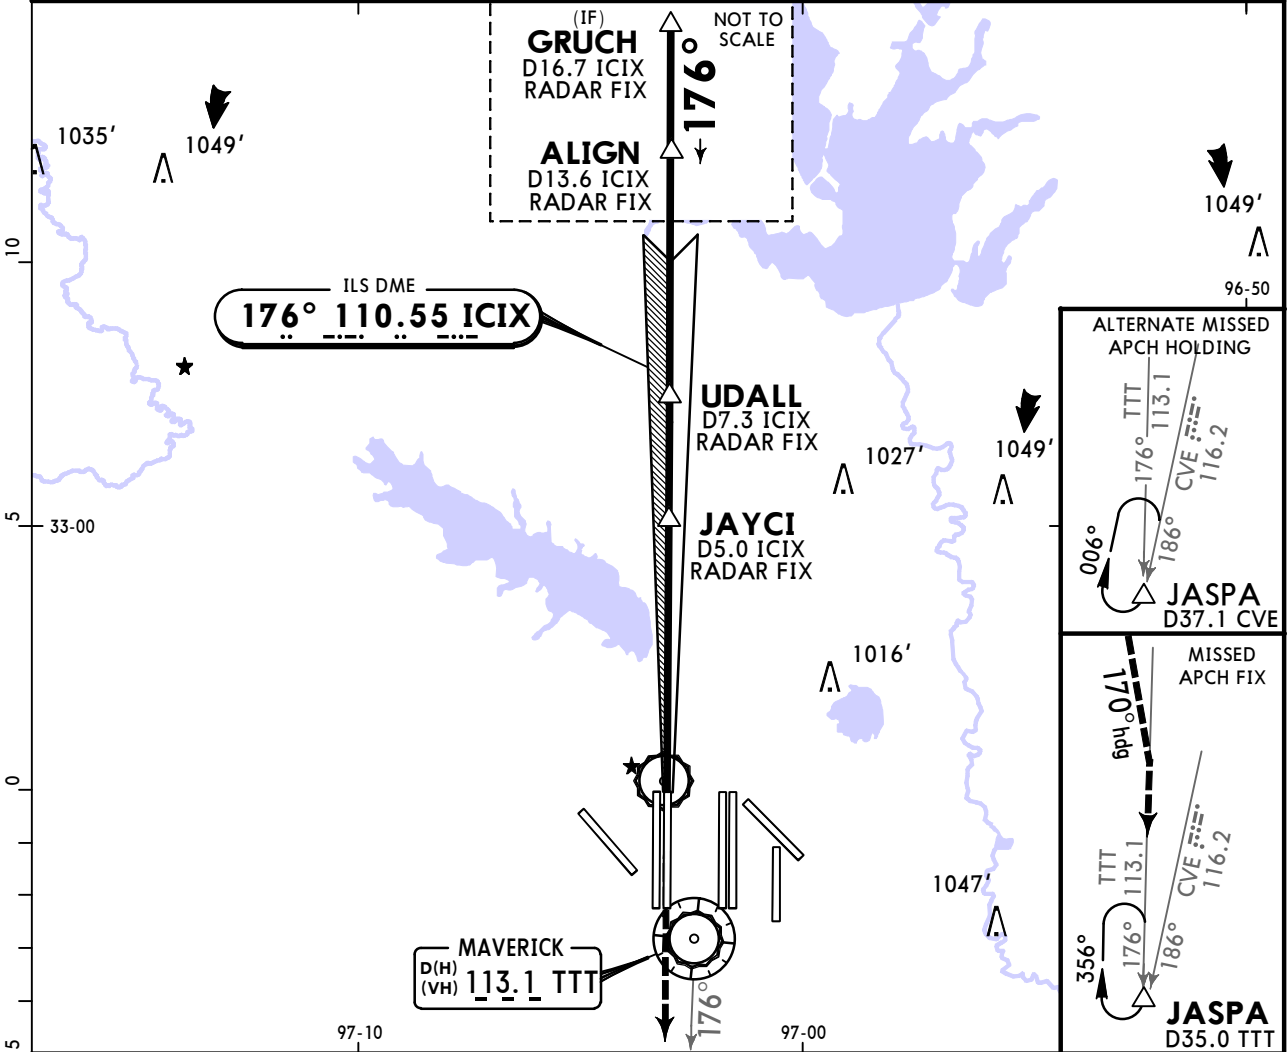 (IF)
GRUCH
D16.7 ICIX
RADAR FIX
NOT TO
SCALE
176°
ALIGN
D13.6 ICIX
RADAR FIX
1035'
1049'
1049'
10
ILS DME
176° 110.55 ICIX
96-50
UDALL
D7.3 ICIX
RADAR FIX
1027'
1049'
5
33-00
JAYCI
D5.0 ICIX
RADAR FIX
1016'
0
1047'
MAVERICK
D(H)
(VH)
113.1 TTT
176°
5
97-10
97-00
ALTERNATE MISSED
APCH HOLDING
TTT
113.1
CVE
116.2
176°
186°
006°
JASPA
D37.1 CVE
MISSED
APCH FIX
170° hdg
TTT
113.1
CVE
116.2
176°
186°
356°
JASPA
D35.0 TTT